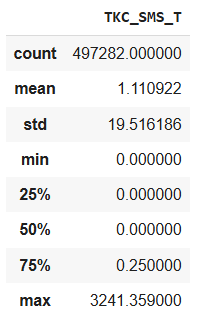 TKC_SMS_T
count 497282.000000
mean 1.110922
std 19.516186
min 0.000000
25% 0.000000
50% 0.000000
75% 0.250000
max 3241.359000